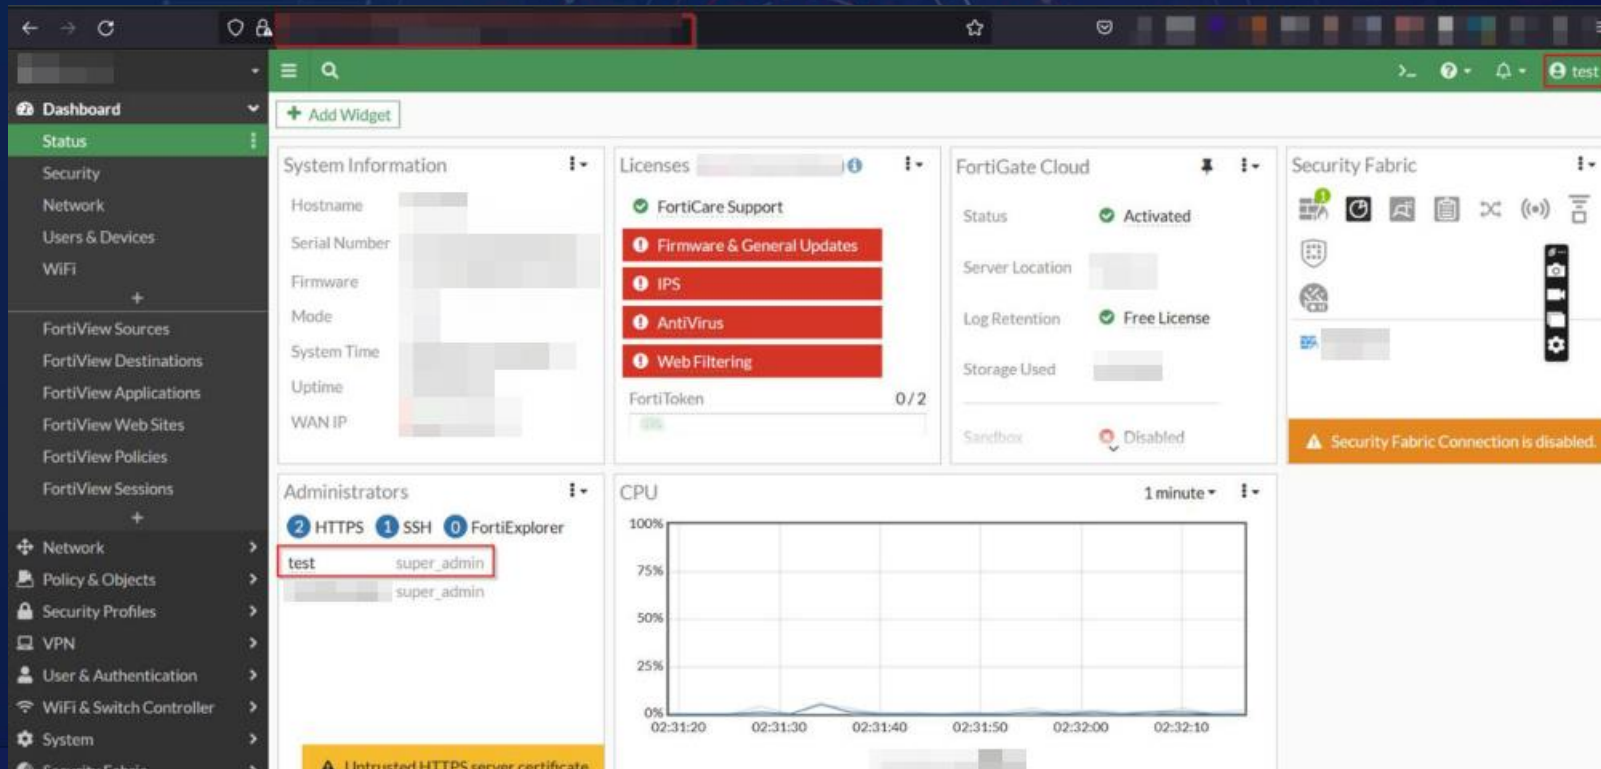 test
Dashboard
Status
Security
Network
Users & Devices
WiFi
FortiView Sources
FortiView Destinations
FortiView Applications
FortiView Web Sites
FortiView Policies
FortiView Sessions
Network
Policy & Objects
Security Profiles
VPN
User & Authentication
WiFi & Switch Controller
System
Security Fabric
Add Widget
System Information
Hostname
Serial Number
Firmware
Mode
System Time
Uptime
WAN IP
Licenses
FortiCare Support
Firmware & General Updates
IPS
AntiVirus
Web Filtering
FortiToken 0 / 2
FortiGate Cloud
Status Activated
Server Location
Log Retention Free License
Storage Used
Sandbox Disabled
Security Fabric
1
Security Fabric Connection is disabled.
Administrators
2 HTTPS 1 SSH 0 FortiExplorer
test super_admin
super_admin
Untrusted HTTPS server certificate
CPU 1 minute
100%
75%
50%
25%
0%
02:31:20 02:31:30 02:31:40 02:31:50 02:32:00 02:32:10